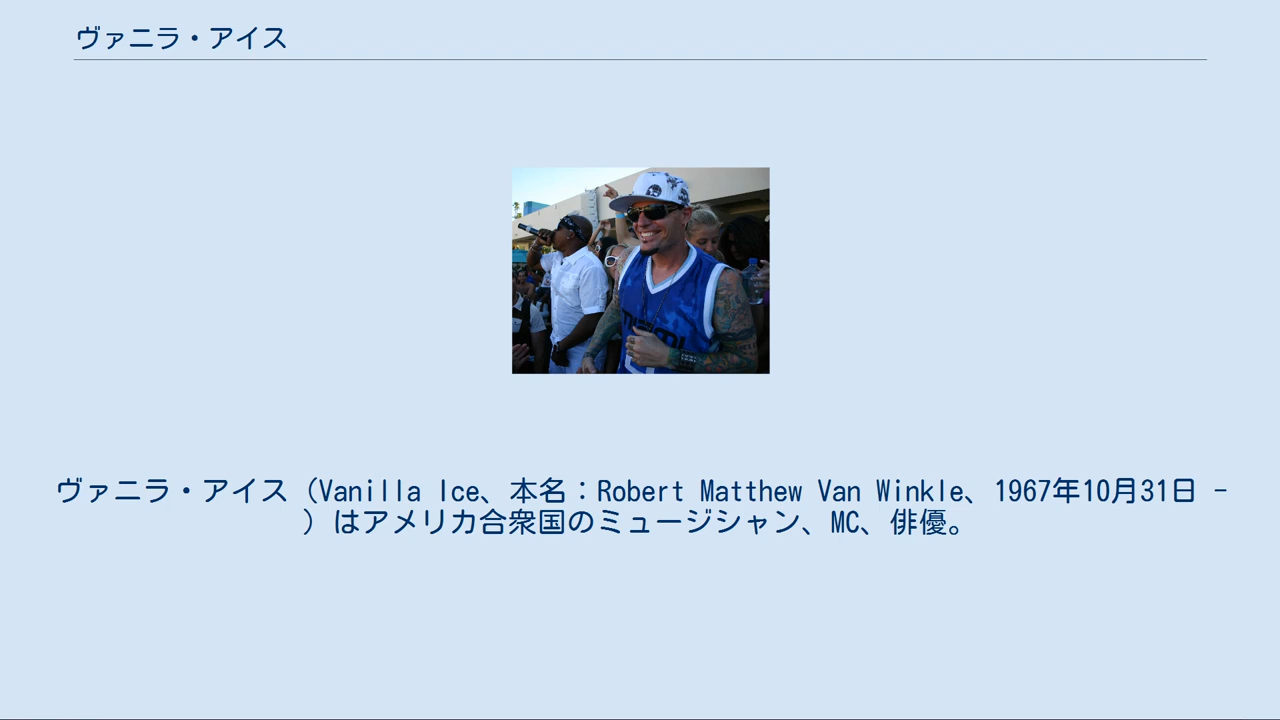 ヴァニラ・アイス
ヴァニラ・アイス（Vanilla Ice、本名：Robert Matthew Van Winkle、1967年10月31日 -
）はアメリカ合衆国のミュージシャン、MC、俳優。